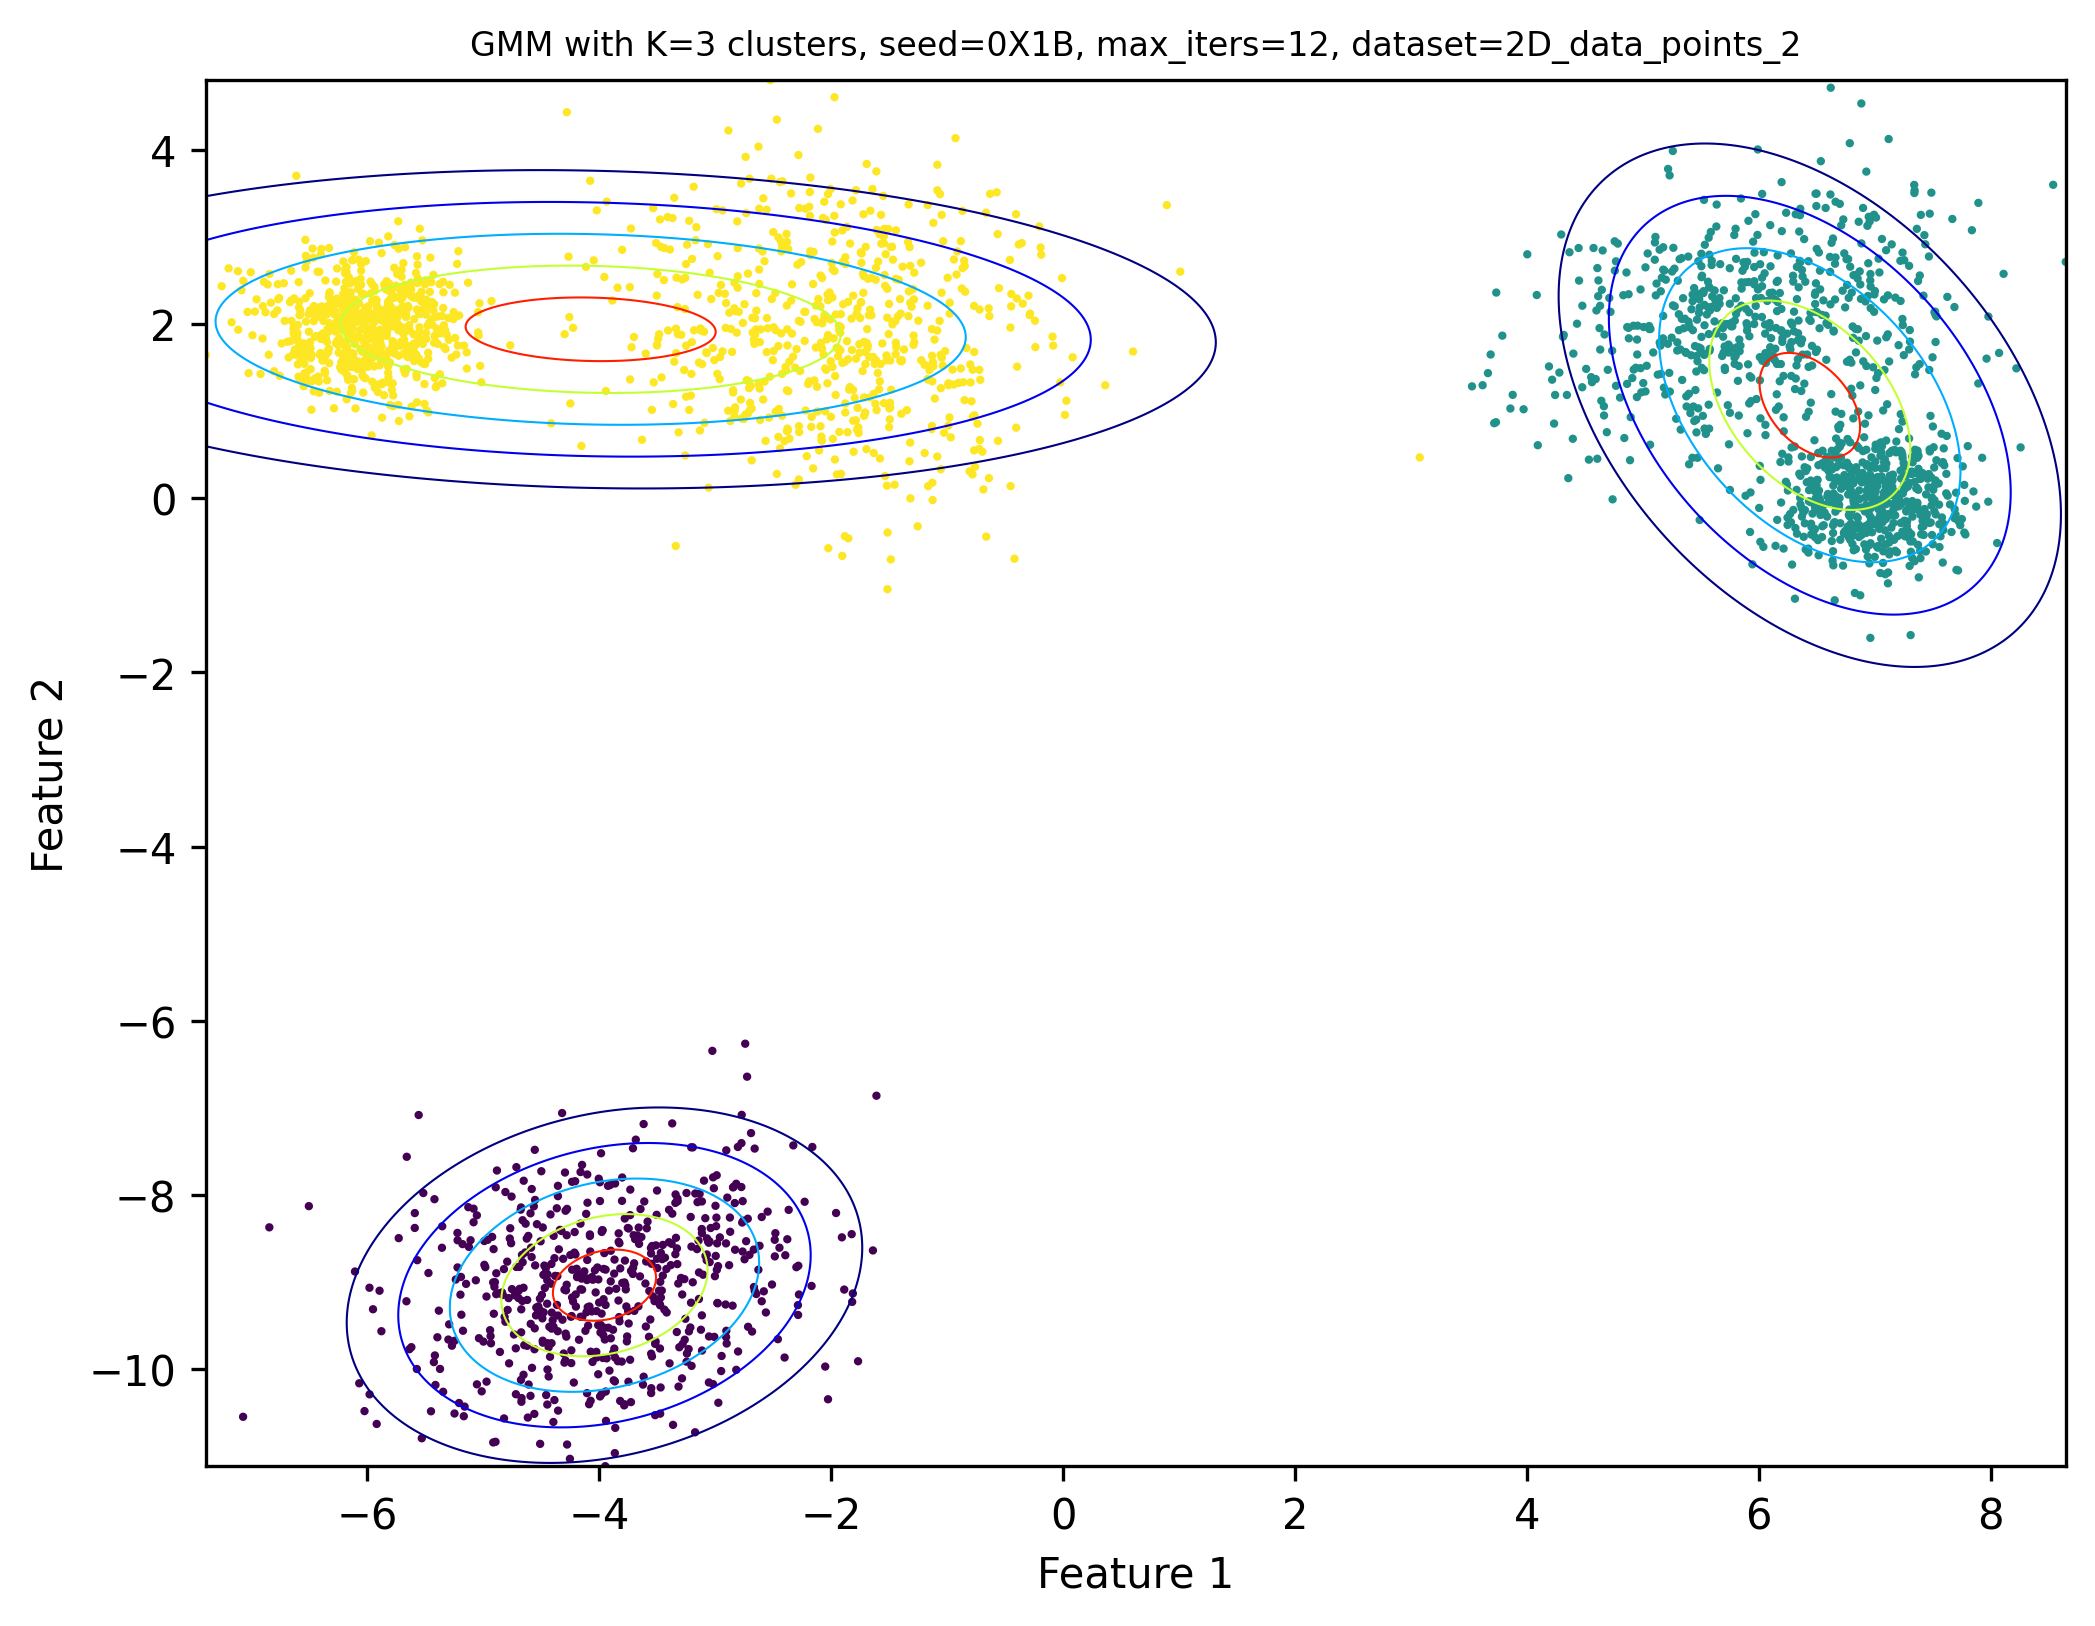 GMM with K=3 clusters, seed=0X1B, max_iters=12, dataset=2D_data_points_2
4
2
0
−2
−4
−6
−8
−10
Feature 2
−6 −4 −2 0 2 4 6 8
Feature 1